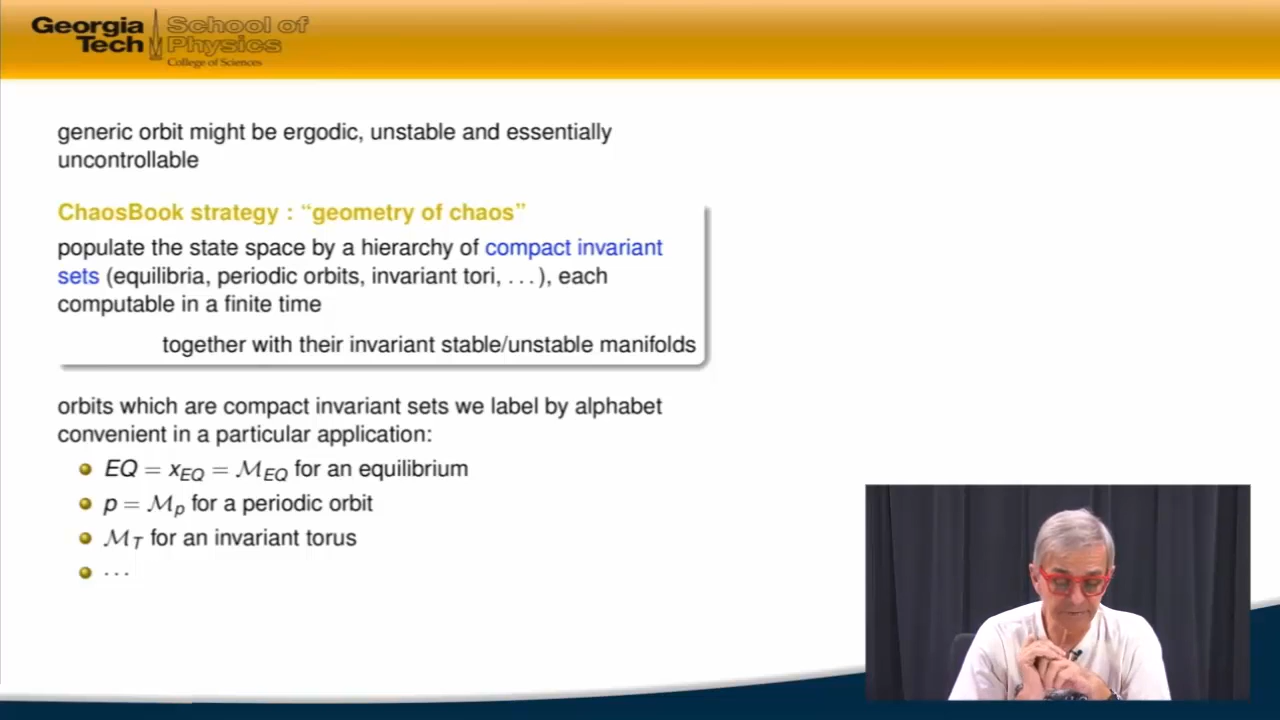 Georgia Tech
School of Physics
College of Sciences
generic orbit might be ergodic, unstable and essentially
uncontrollable
ChaosBook strategy : “geometry of chaos”
populate the state space by a hierarchy of compact invariant
sets (equilibria, periodic orbits, invariant tori, . . . ), each
computable in a finite time
together with their invariant stable/unstable manifolds
orbits which are compact invariant sets we label by alphabet
convenient in a particular application:
EQ = x_EQ = ℳ_EQ for an equilibrium
p = ℳ_p for a periodic orbit
ℳ_T for an invariant torus
· · ·